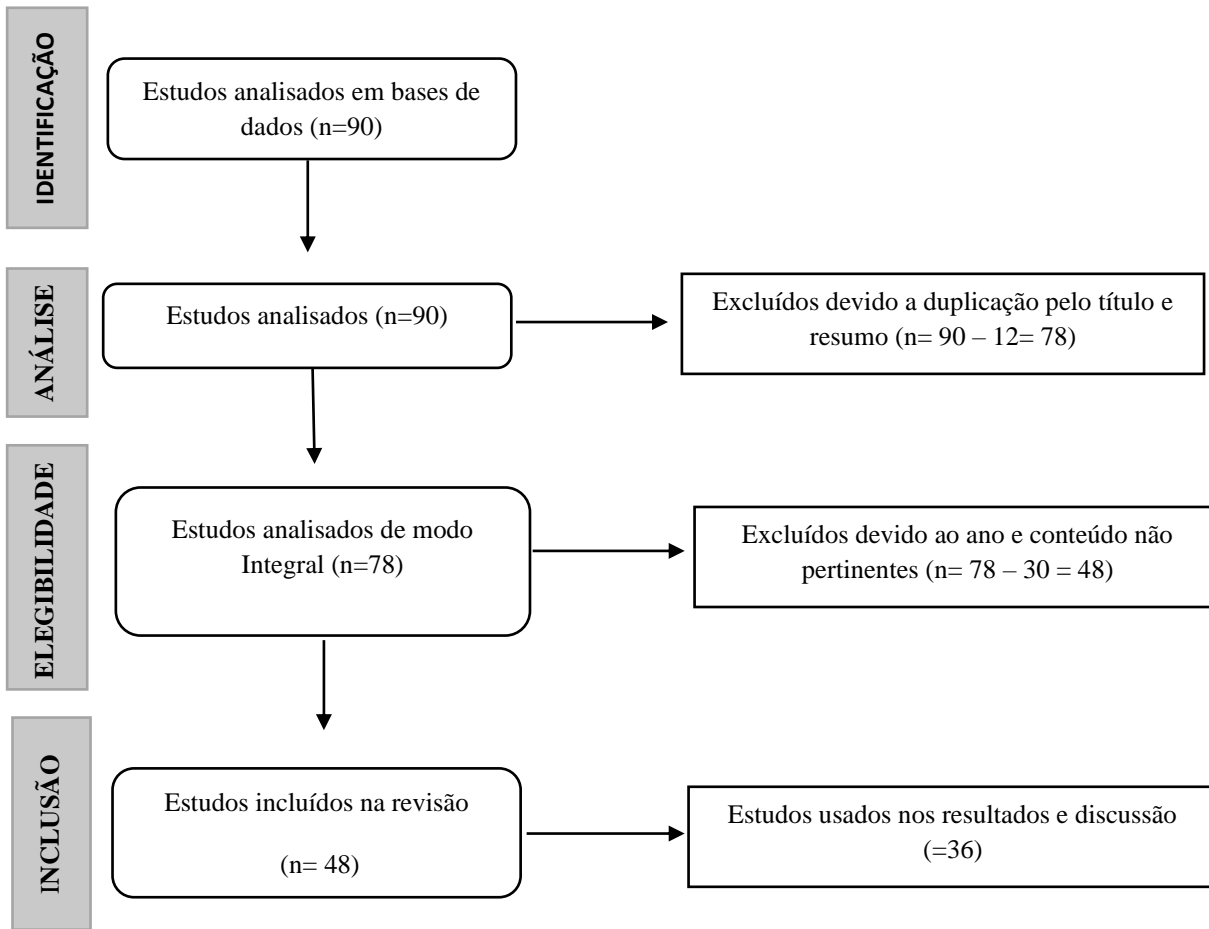 IDENTIFICAÇÃO
Estudos analisados em bases de
dados (n=90)
ANÁLISE
Estudos analisados (n=90)
Excluídos devido a duplicação pelo título e
resumo (n= 90 – 12= 78)
ELEGIBILIDADE
Estudos analisados de modo
Integral (n=78)
Excluídos devido ao ano e conteúdo não
pertinentes (n= 78 – 30 = 48)
INCLUSÃO
Estudos incluídos na revisão
(n= 48)
Estudos usados nos resultados e discussão
(=36)